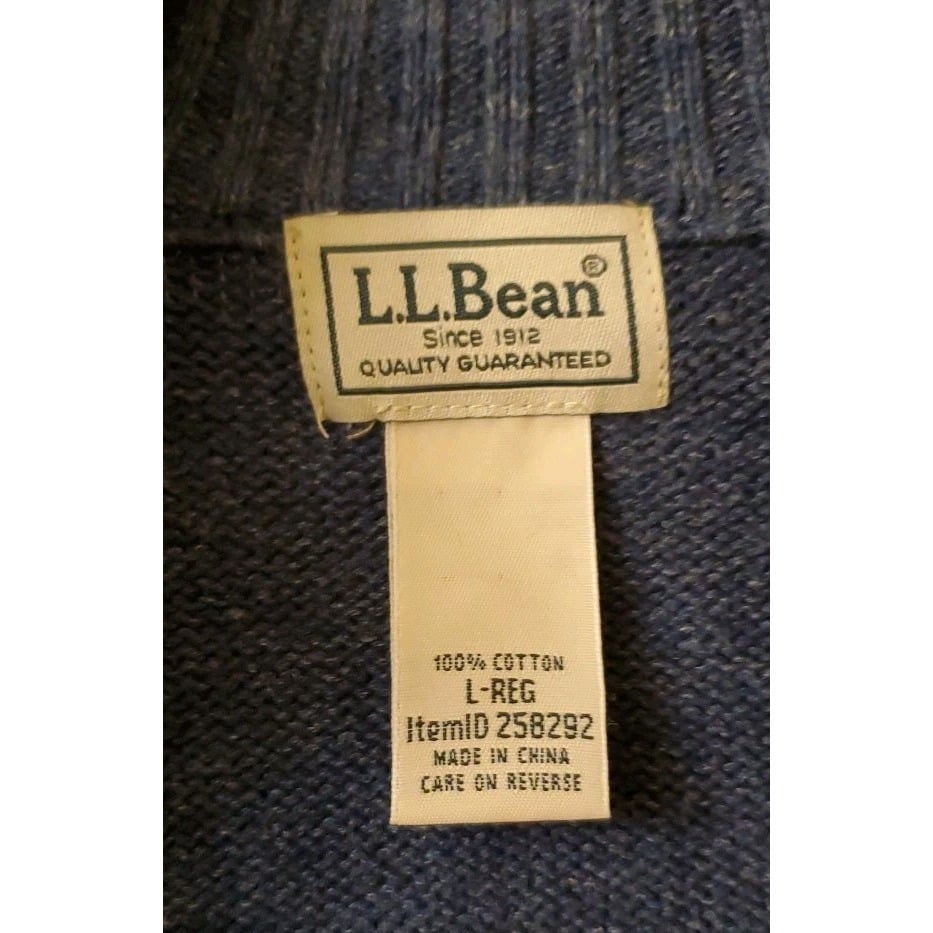 L.L.Bean®
Since 1912
QUALITY GUARANTEED
100% COTTON
L-REG
ItemID 258292
MADE IN CHINA
CARE ON REVERSE